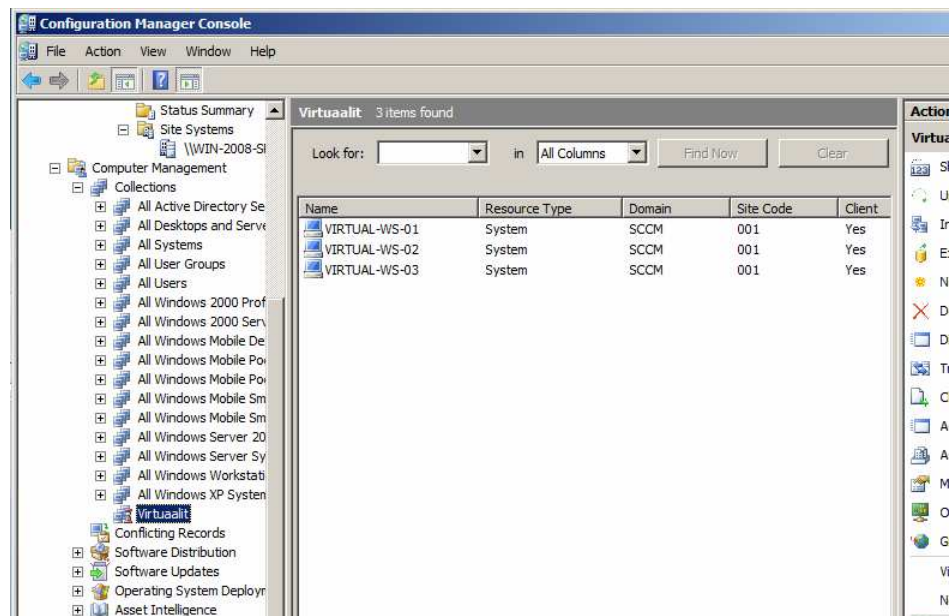 Configuration Manager Console
File Action View Window Help
Status Summary
Site Systems
\\WIN-2008-SI
Computer Management
Collections
All Active Directory Se
All Desktops and Serve
All Systems
All User Groups
All Users
All Windows 2000 Prof
All Windows 2000 Serv
All Windows Mobile De
All Windows Mobile Po
All Windows Mobile Po
All Windows Mobile Sm
All Windows Mobile Sm
All Windows Server 20
All Windows Server Sy
All Windows Workstati
All Windows XP System
Virtuaalit
Conflicting Records
Software Distribution
Software Updates
Operating System Deploy
Asset Intelligence
Virtuaalit 3 items found
Look for: in All Columns Find Now Clear
Name Resource Type Domain Site Code Client
VIRTUAL-WS-01 System SCCM 001 Yes
VIRTUAL-WS-02 System SCCM 001 Yes
VIRTUAL-WS-03 System SCCM 001 Yes
Action
Virtua